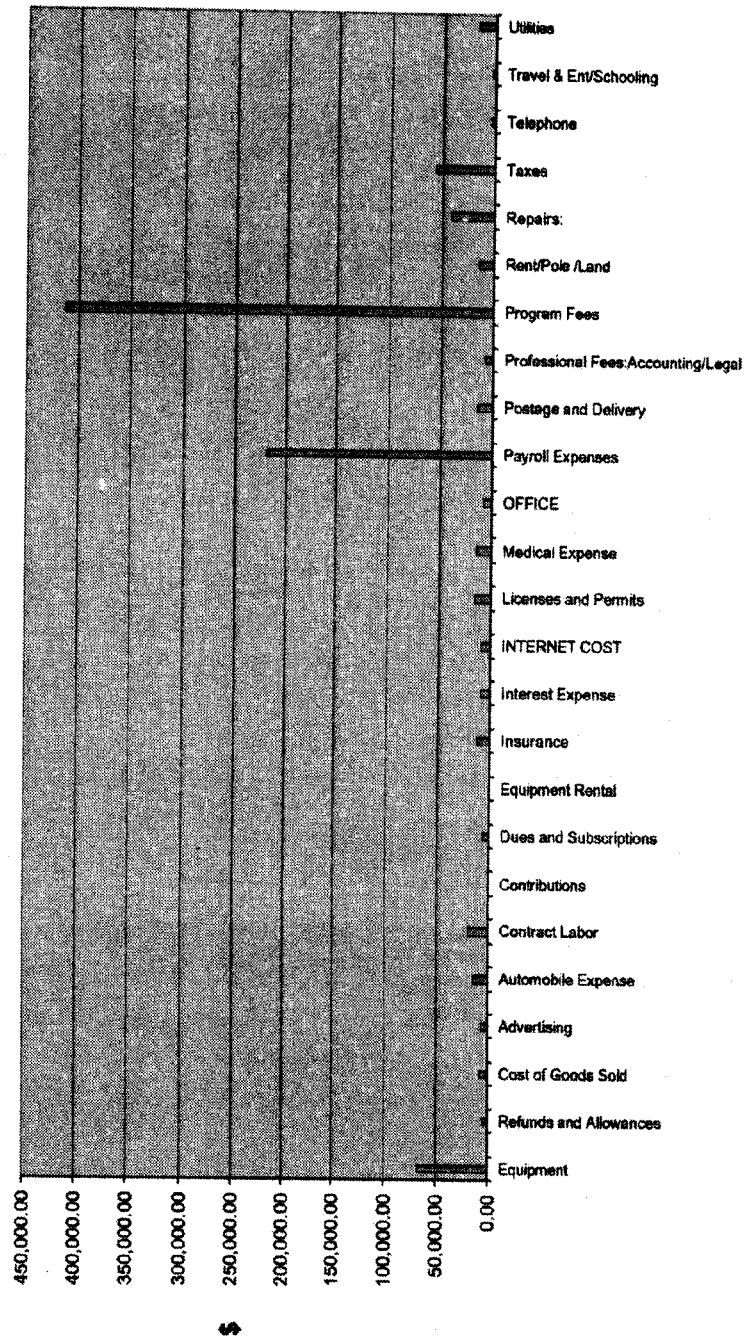 Utilities
Travel & Ent/Schooling
Telephone
Taxes
Repairs:
Rent/Pole /Land
Program Fees
Professional Fees:Accounting/Legal
Postage and Delivery
Payroll Expenses
OFFICE
Medical Expense
Licenses and Permits
INTERNET COST
Interest Expense
Insurance
Equipment Rental
Dues and Subscriptions
Contributions
Contract Labor
Automobile Expense
Advertising
Cost of Goods Sold
Refunds and Allowances
Equipment
450,000.00
400,000.00
350,000.00
300,000.00
250,000.00
200,000.00
150,000.00
100,000.00
50,000.00
0.00
$